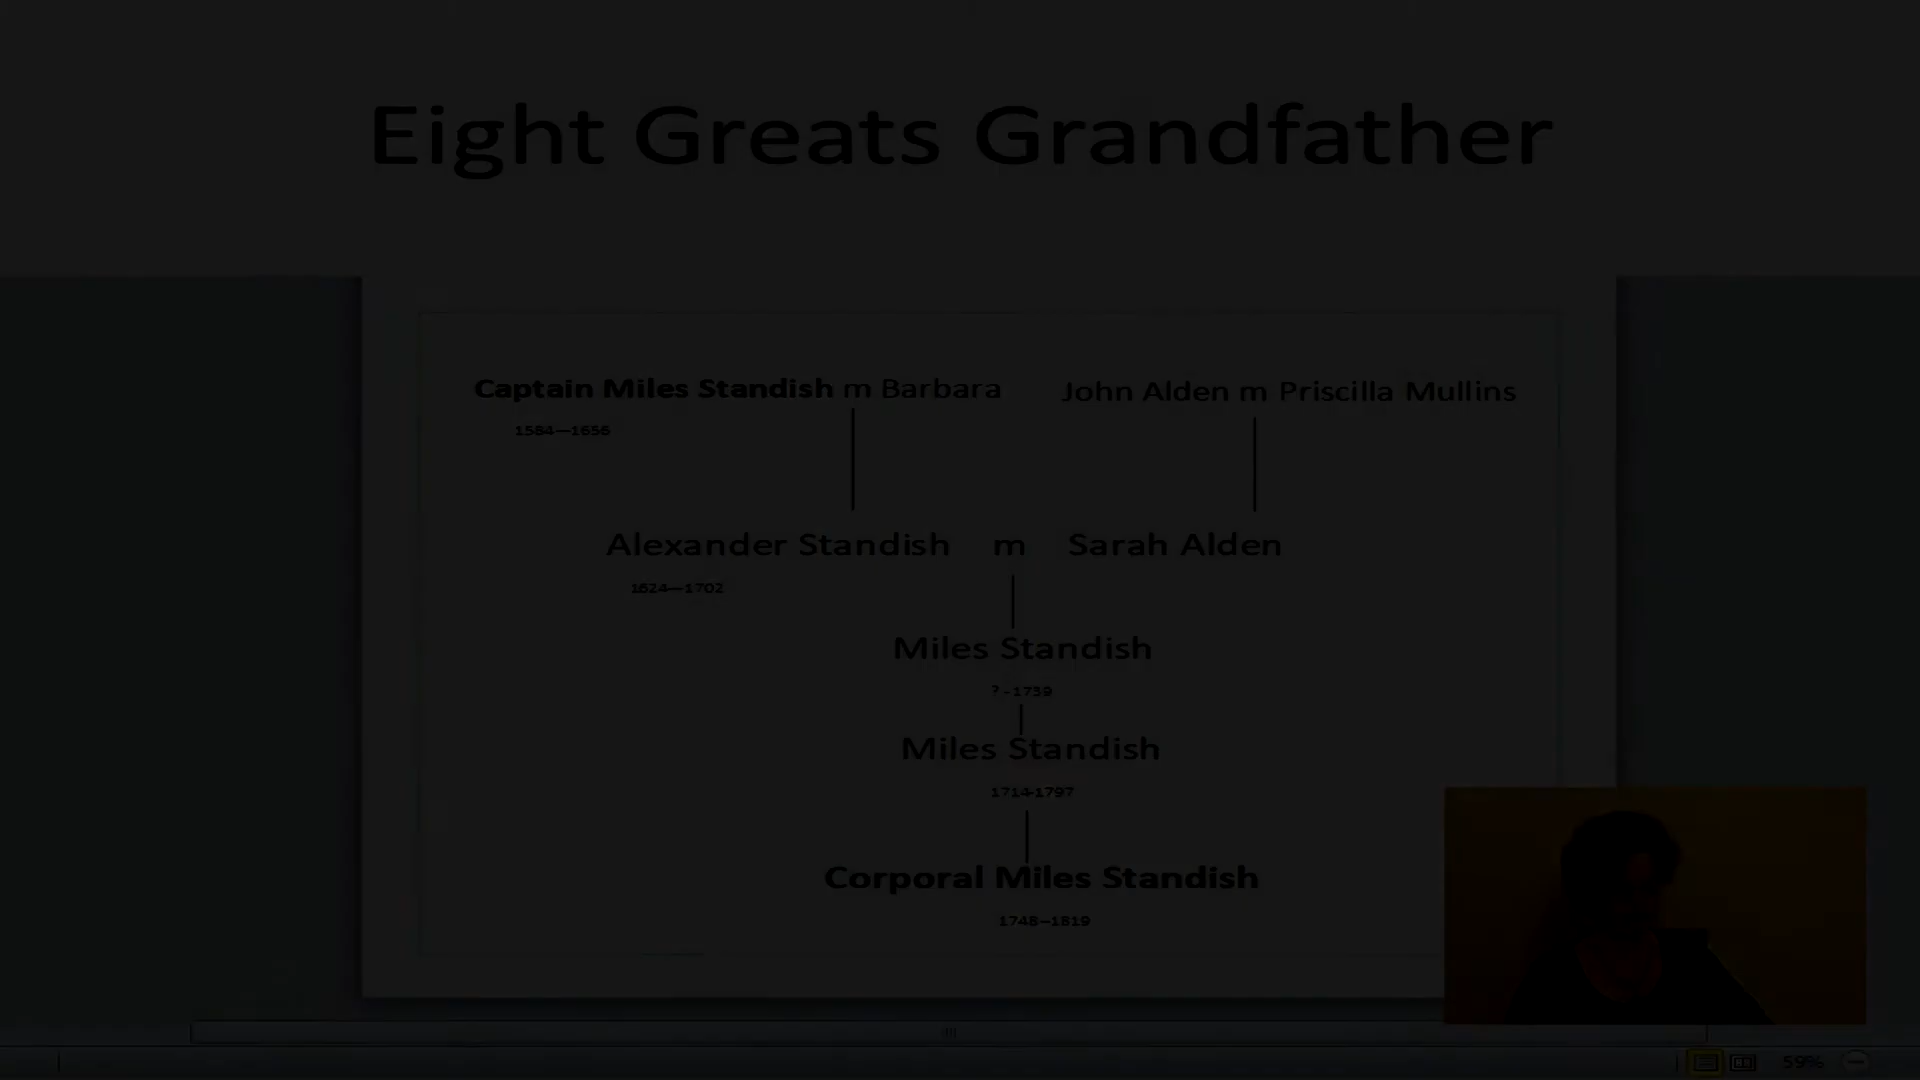 Eight Greats Grandfather
Captain Miles Standish m Barbara
John Alden m Priscilla Mullins
1584—1656
Alexander Standish m Sarah Alden
1624—1702
Miles Standish
? -1739
Miles Standish
1714-1797
Corporal Miles Standish
1748—1819
59%